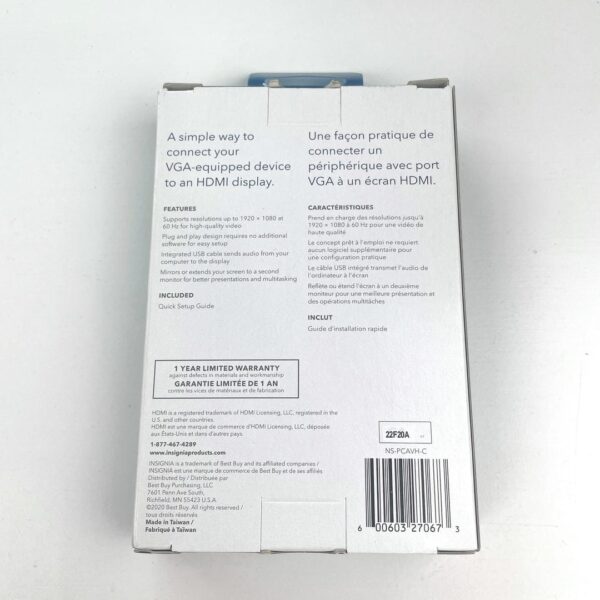 A simple way to
connect your
VGA-equipped device
to an HDMI display.
FEATURES
Supports resolutions up to 1920 × 1080 at
60 Hz for high-quality video
Plug and play design requires no additional
software for easy setup
Integrated USB cable sends audio from your
computer to the display
Mirrors or extends your screen to a second
monitor for better presentations and multitasking
INCLUDED
Quick Setup Guide
Une façon pratique de
connecter un
périphérique avec port
VGA à un écran HDMI.
CARACTÉRISTIQUES
Prend en charge des résolutions jusqu'à
1920 × 1080 à 60 Hz pour une vidéo de
haute qualité
Le concept prêt à l'emploi ne requiert
aucun logiciel supplémentaire pour
une configuration pratique
Le câble USB intégré transmet l'audio de
l'ordinateur à l'écran
Reflète ou étend l'écran à un deuxième
moniteur pour une meilleure présentation et
des opérations multitâches
INCLUT
Guide d'installation rapide
1 YEAR LIMITED WARRANTY
against defects in materials and workmanship
GARANTIE LIMITÉE DE 1 AN
contre les vices de matériaux et de fabrication
HDMI is a registered trademark of HDMI Licensing, LLC, registered in the
U.S. and other countries.
HDMI est une marque de commerce d'HDMI Licensing, LLC, déposée
aux États-Unis et dans d'autres pays.
1-877-467-4289
www.insigniaproducts.com
INSIGNIA is a trademark of Best Buy and its affiliated companies /
INSIGNIA est une marque de commerce de Best Buy et de ses sociétés affiliées
Distributed by / Distribuée par
Best Buy Purchasing, LLC
7601 Penn Ave South,
Richfield, MN 55423 U.S.A.
©2020 Best Buy. All rights reserved /
tous droits réservés
Made in Taiwan /
Fabriqué à Taïwan
22F20A
NS-PCAVH-C
6 00603 27067 3